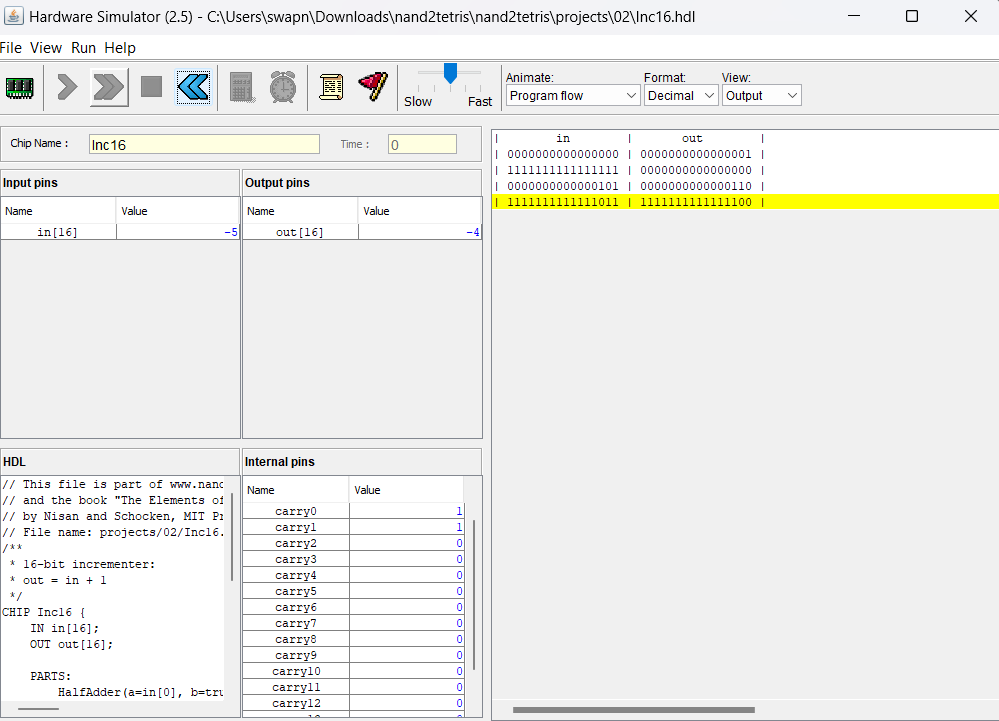 Hardware Simulator (2.5) - C:\Users\swapn\Downloads\nand2tetris\nand2tetris\projects\02\Inc16.hdl
File View Run Help
Slow Fast
Animate: Format: View:
Program flow Decimal Output
Chip Name : Inc16 Time : 0
Input pins
Name Value
in[16] -5
Output pins
Name Value
out[16] -4
HDL
// This file is part of www.nand
// and the book "The Elements of
// by Nisan and Schocken, MIT Pr
// File name: projects/02/Inc16.
/**
* 16-bit incrementer:
* out = in + 1
*/
CHIP Inc16 {
IN in[16];
OUT out[16];
PARTS:
HalfAdder(a=in[0], b=tru
Internal pins
Name Value
carry0 1
carry1 1
carry2 0
carry3 0
carry4 0
carry5 0
carry6 0
carry7 0
carry8 0
carry9 0
carry10 0
carry11 0
carry12 0
| in | out |
| 0000000000000000 | 0000000000000001 |
| 1111111111111111 | 0000000000000000 |
| 0000000000000101 | 0000000000000110 |
| 1111111111111011 | 1111111111111100 |